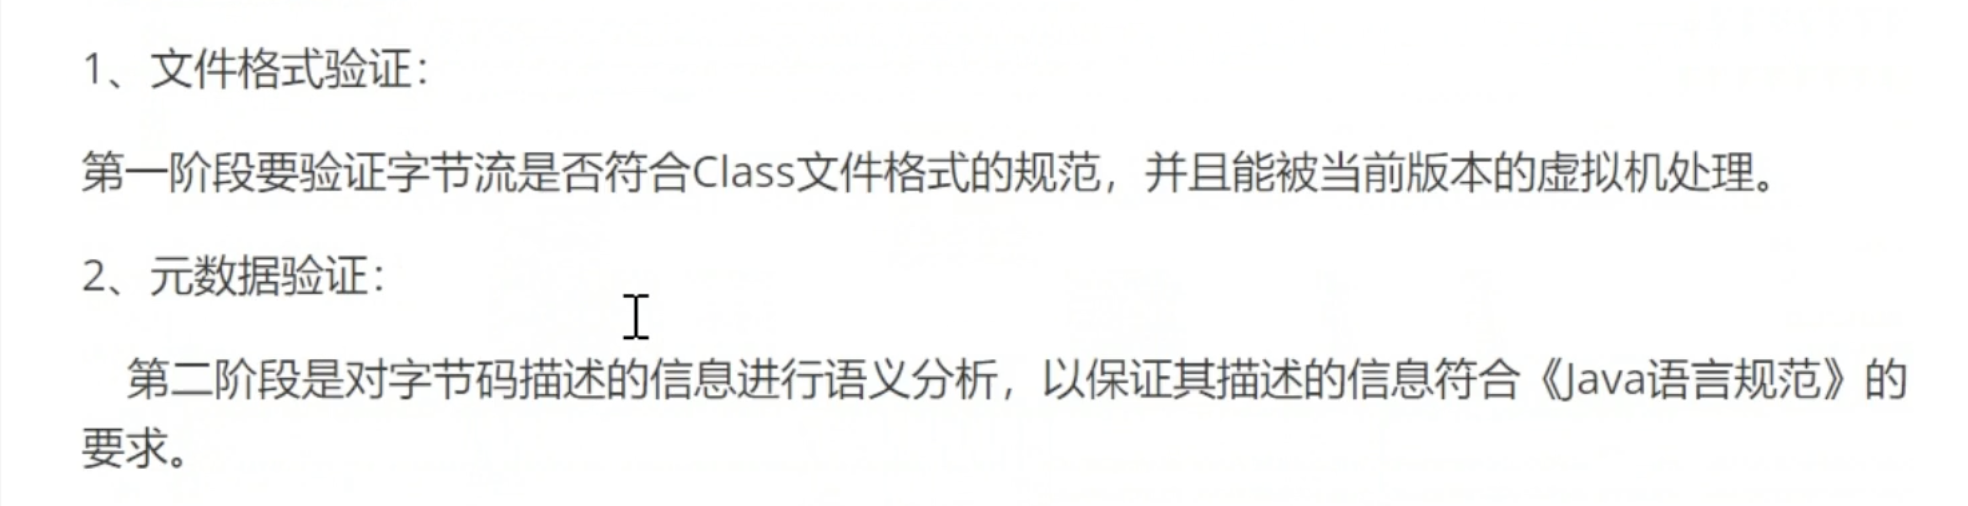 1、文件格式验证：
第一阶段要验证字节流是否符合Class文件格式的规范，并且能被当前版本的虚拟机处理。
2、元数据验证：
第二阶段是对字节码描述的信息进行语义分析，以保证其描述的信息符合《Java语言规范》的
要求。